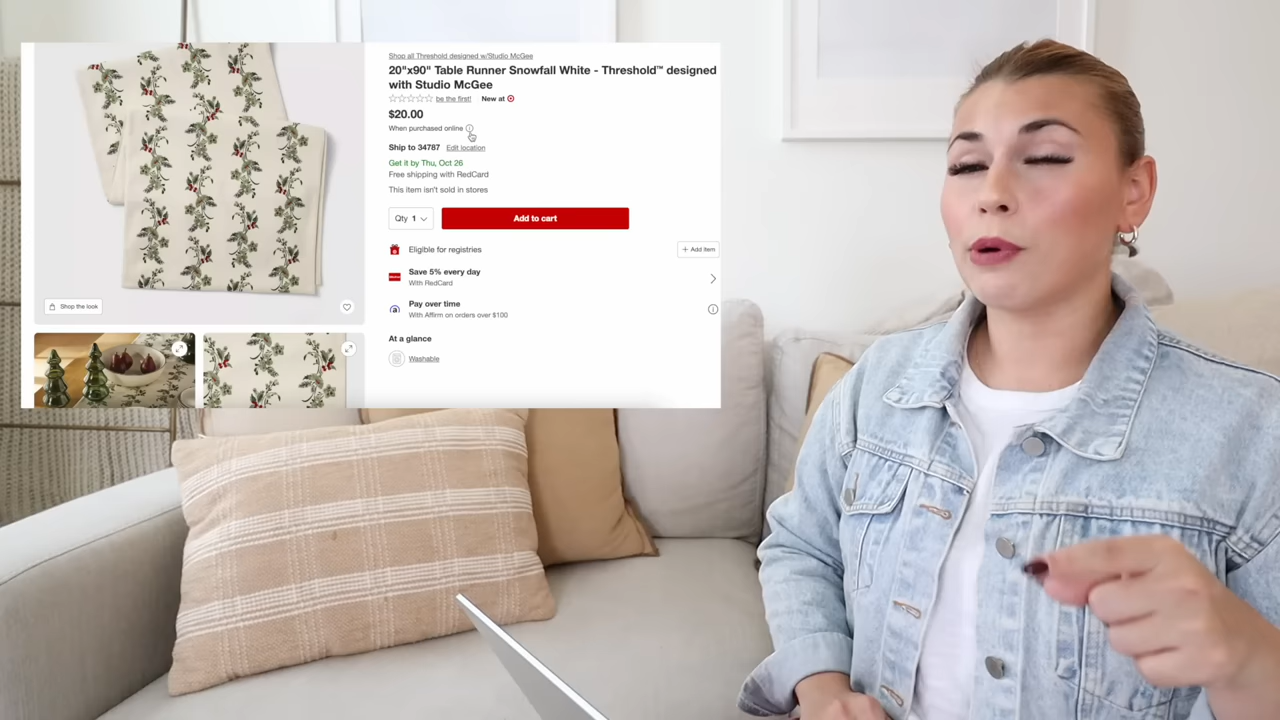 Shop all Threshold designed w/Studio McGee
20"x90" Table Runner Snowfall White - Threshold™ designed
with Studio McGee
be the first!
New at
$20.00
When purchased online
Ship to 34787 Edit location
Get it by Thu, Oct 26
Free shipping with RedCard
This item isn't sold in stores
Qty 1
Add to cart
Eligible for registries
+ Add Item
Save 5% every day
With RedCard
Pay over time
With Affirm on orders over $100
Shop the look
At a glance
Washable